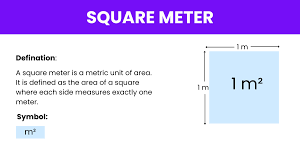 SQUARE METER
Defination:
A square meter is a metric unit of area.
It is defined as the area of a square
where each side measures exactly one
meter.
Symbol:
m²
1 m
1 m
1 m²